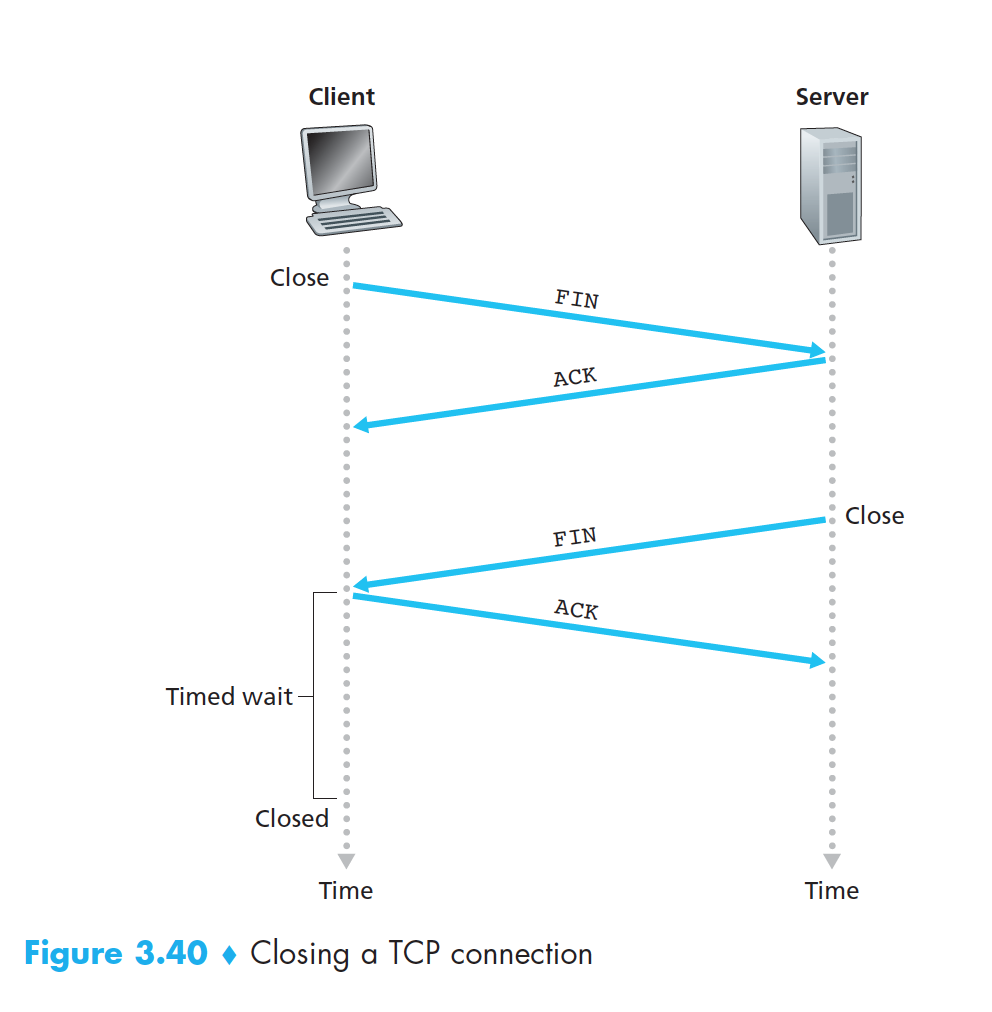 Client
Server
Close
FIN
ACK
Close
FIN
ACK
Timed wait
Closed
Time
Time
Figure 3.40 ♦ Closing a TCP connection